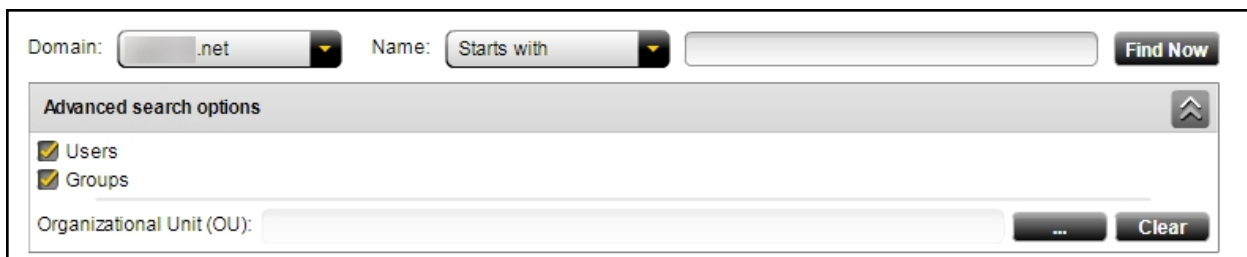 Domain: .net Name: Starts with Find Now
Advanced search options
Users
Groups
Organizational Unit (OU): ... Clear